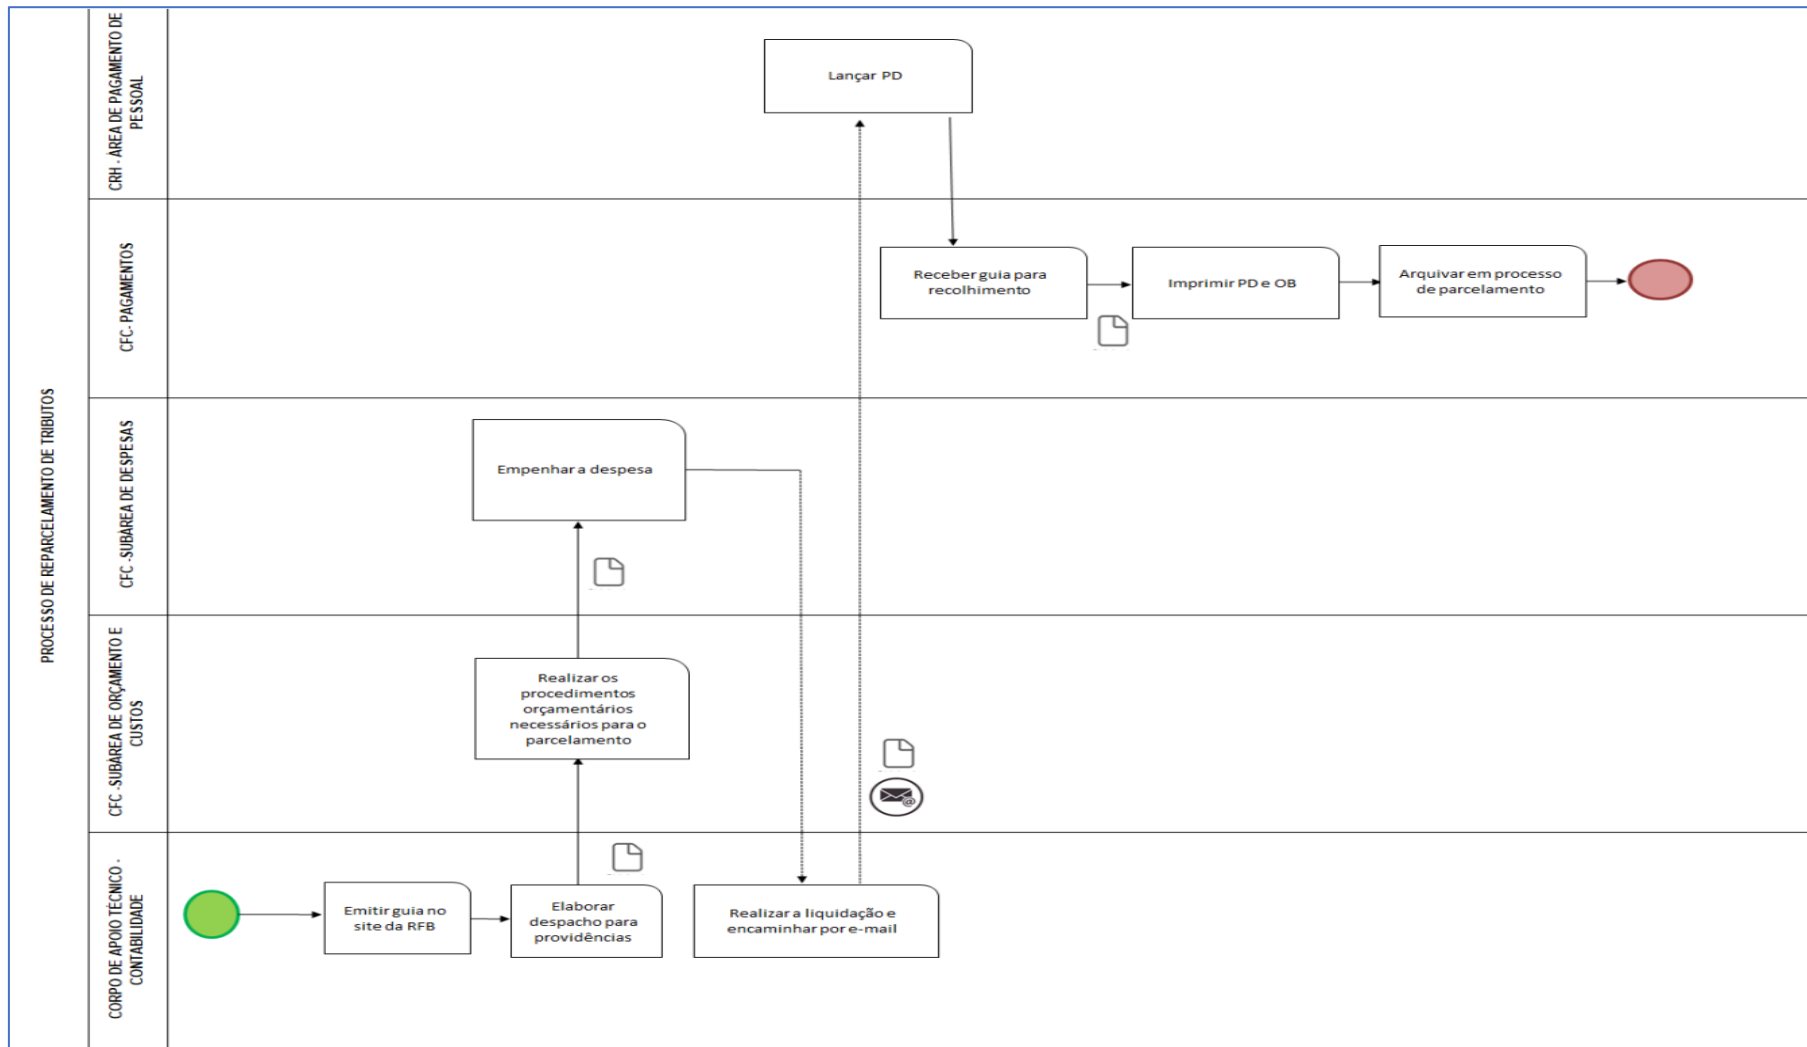 PROCESSO DE REPARCELAMENTO DE TRIBUTOS
CRH - ÀREA DE PAGAMENTO DE
PESSOAL
Lançar PD
CFC- PAGAMENTOS
Receber guia para
recolhimento
Imprimir PD e OB
Arquivar em processo
de parcelamento
CFC -SUBÀREA DE DESPESAS
Empenhar a despesa
CFC -SUBÀREA DE ORÇAMENTO E
CUSTOS
Realizar os
procedimentos
orçamentários
necessários para o
parcelamento
CORPO DE APOIO TÉCNICO -
CONTABILIDADE
Emitir guia no
site da RFB
Elaborar
despacho para
providências
Realizar a liquidação e
encaminhar por e-mail